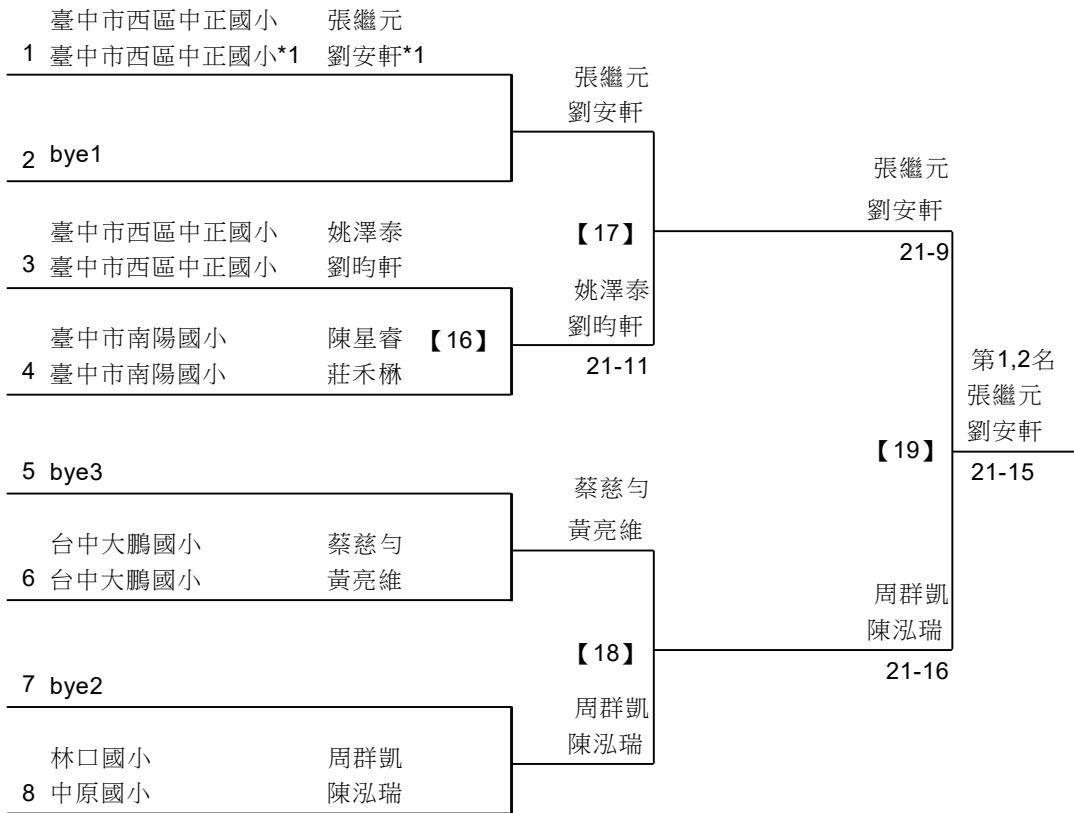 臺中市西區中正國小 張繼元
1 臺中市西區中正國小*1 劉安軒*1
2 bye1
臺中市西區中正國小 姚澤泰
3 臺中市西區中正國小 劉昀軒
臺中市南陽國小 陳星睿 【16】
4 臺中市南陽國小 莊禾楙
5 bye3
台中大鵬國小 蔡慈勻
6 台中大鵬國小 黃亮維
7 bye2
林口國小 周群凱
8 中原國小 陳泓瑞
張繼元
劉安軒
【17】
姚澤泰
劉昀軒
21-11
蔡慈勻
黃亮維
【18】
周群凱
陳泓瑞
張繼元
劉安軒
21-9
【19】
周群凱
陳泓瑞
21-16
第1,2名
張繼元
劉安軒
21-15